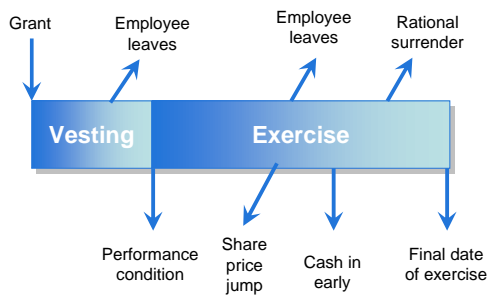 Grant
Employee
leaves
Employee
leaves
Rational
surrender
Vesting
Exercise
Performance
condition
Share
price
jump
Cash in
early
Final date
of exercise